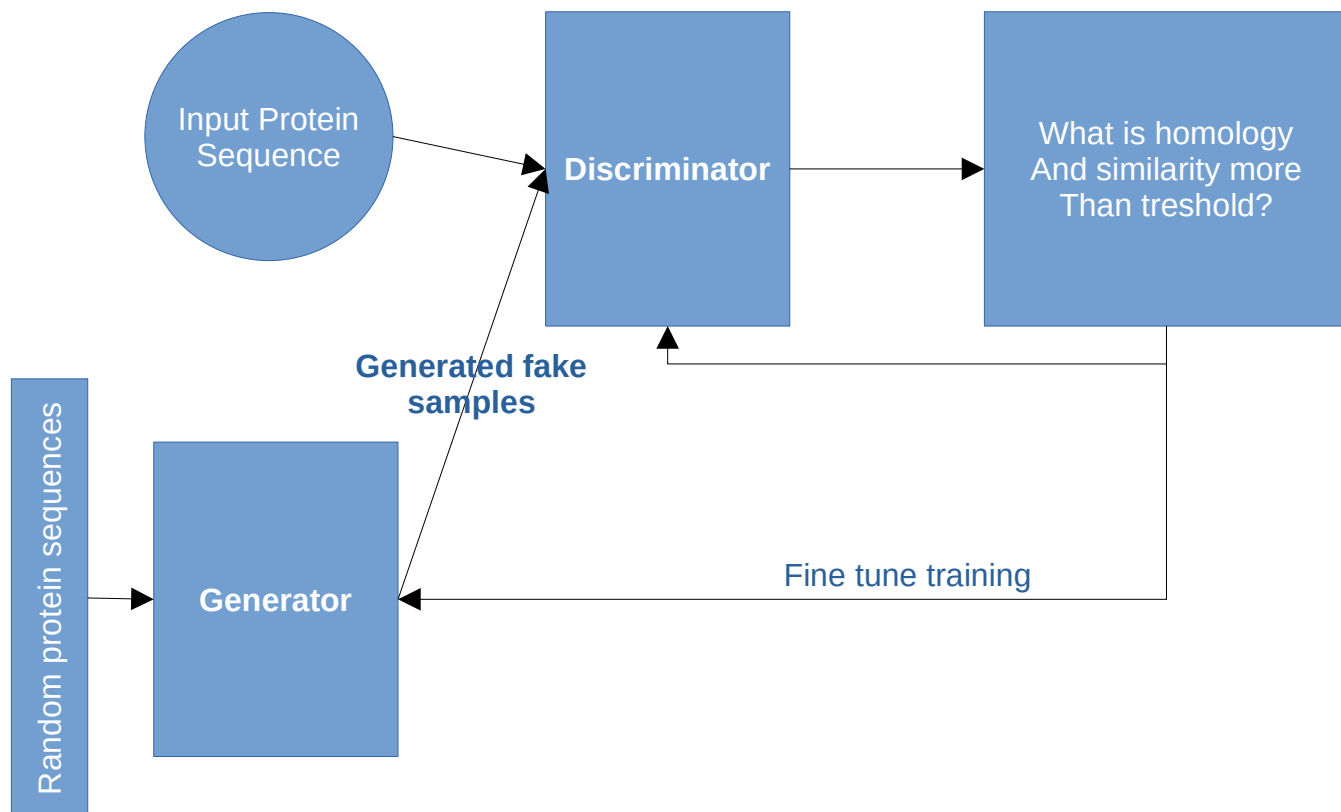 Input Protein
Sequence
Discriminator
What is homology
And similarity more
Than treshold?
Generated fake
samples
Random protein sequences
Generator
Fine tune training